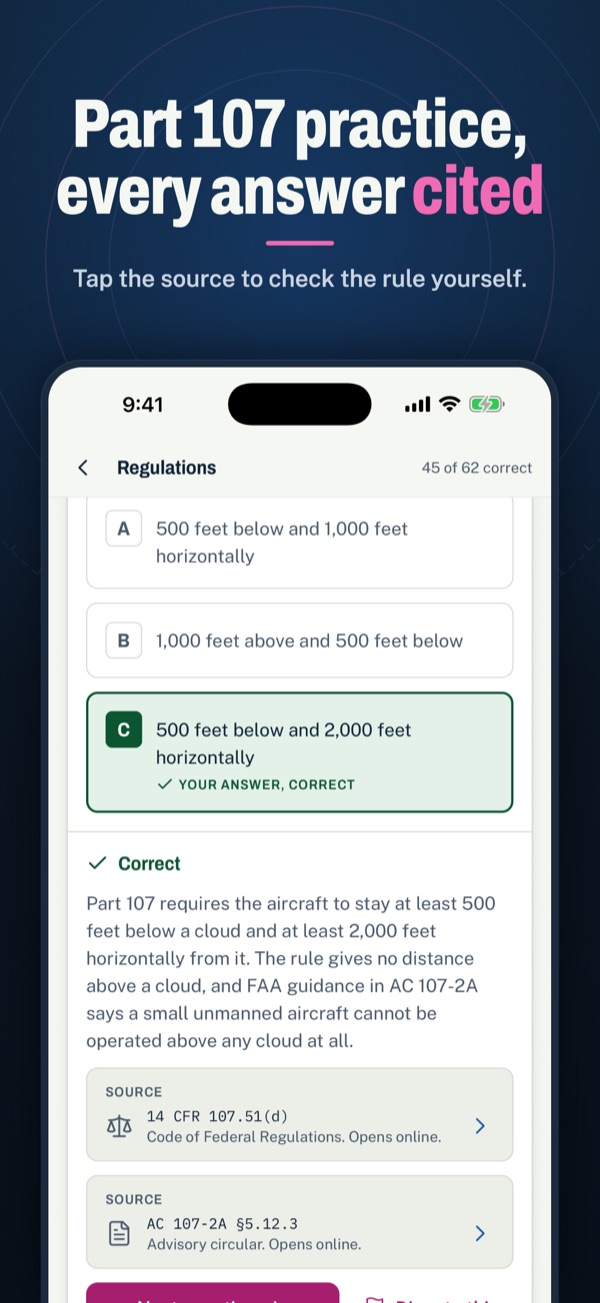 Part 107 practice,
every answer cited
Tap the source to check the rule yourself.
9:41
Regulations
45 of 62 correct
A
500 feet below and 1,000 feet
horizontally
B
1,000 feet above and 500 feet below
C
500 feet below and 2,000 feet
horizontally
YOUR ANSWER, CORRECT
Correct
Part 107 requires the aircraft to stay at least 500
feet below a cloud and at least 2,000 feet
horizontally from it. The rule gives no distance
above a cloud, and FAA guidance in AC 107-2A
says a small unmanned aircraft cannot be
operated above any cloud at all.
SOURCE
14 CFR 107.51(d)
Code of Federal Regulations. Opens online.
SOURCE
AC 107-2A §5.12.3
Advisory circular. Opens online.